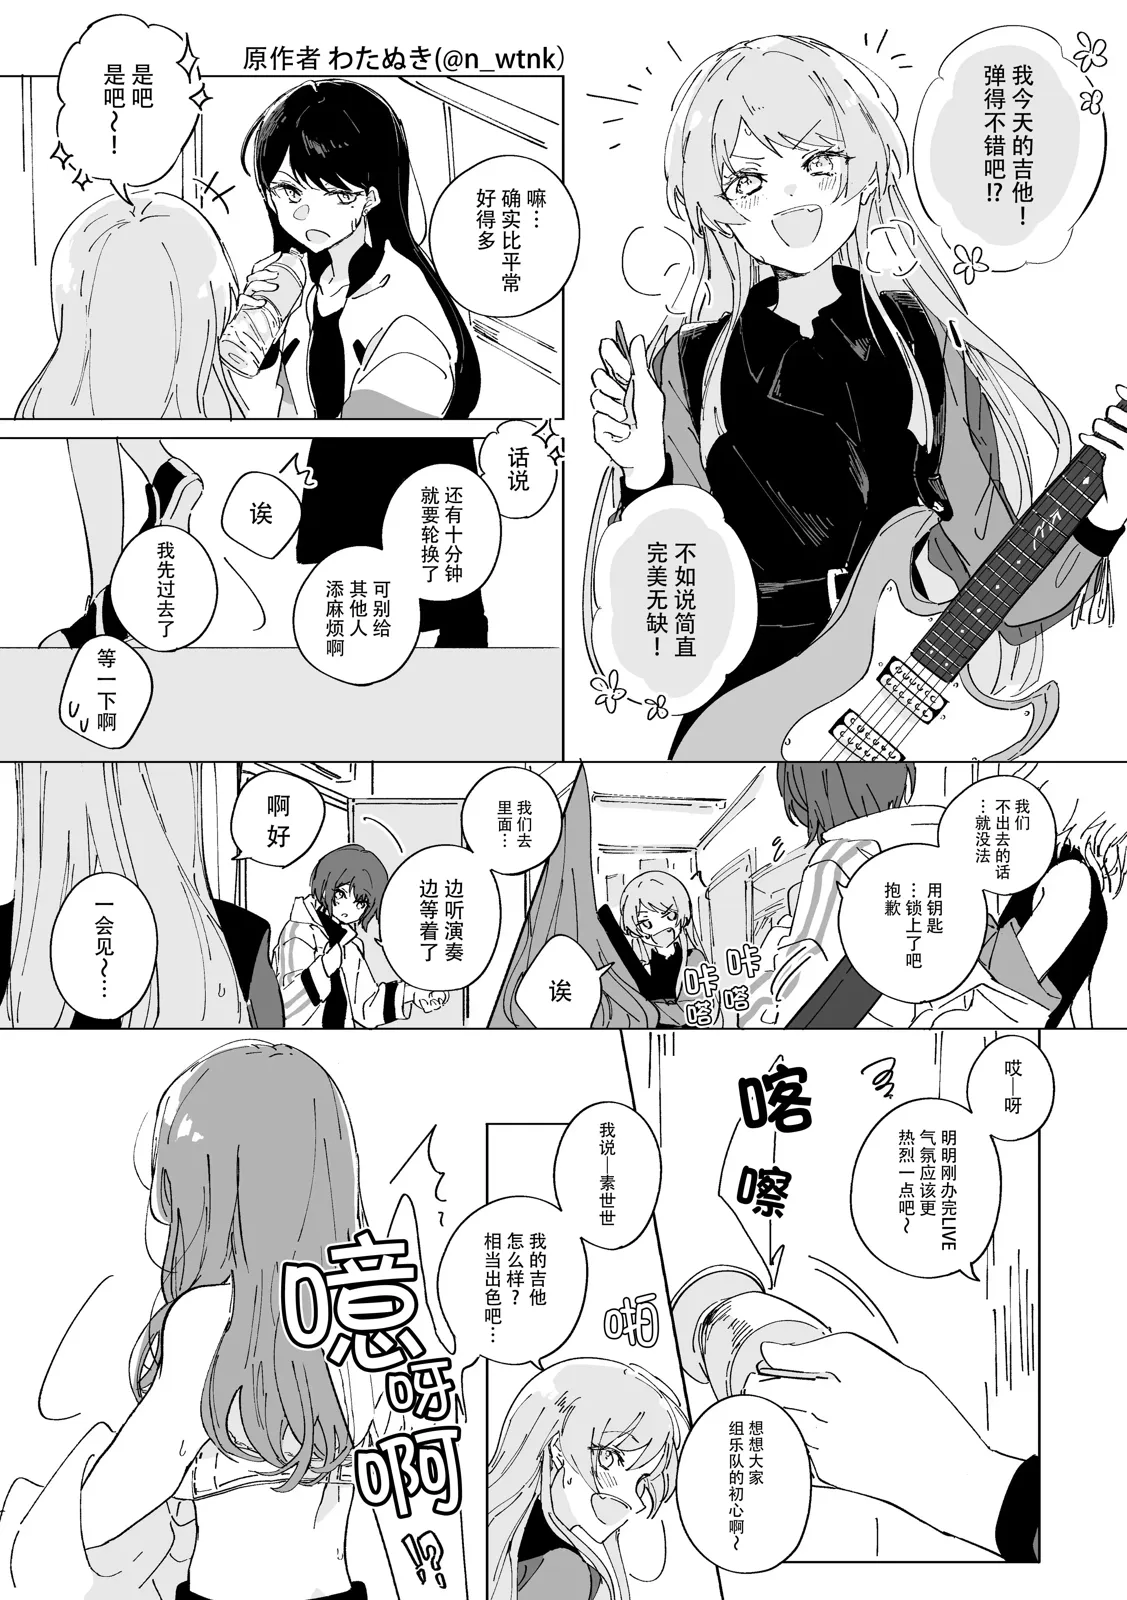 原作者 わたぬき(@n_wtnk)
我今天的吉他！
弹得不错吧!?
不如说简直
完美无缺！
嘛…
确实比平常
好得多
是吧
是吧～！
话说
还有十分钟
就要轮换了
可别给
其他人
添麻烦啊
诶
我先过去了
等一下啊
我们
不出去的话
…就没法
用钥匙
…锁上了吧
抱歉
咔嗒
咔嗒
诶
我们去
里面…
边听演奏
边等着了
啊
好
一会见～…
哎—呀
明明刚办完LIVE
气氛应该更
热烈一点吧～
喀
嚓
想想大家
组乐队的初心啊～
我说—素世世
我的吉他
怎么样？
相当出色吧…
啪
噫
呀
啊
!?